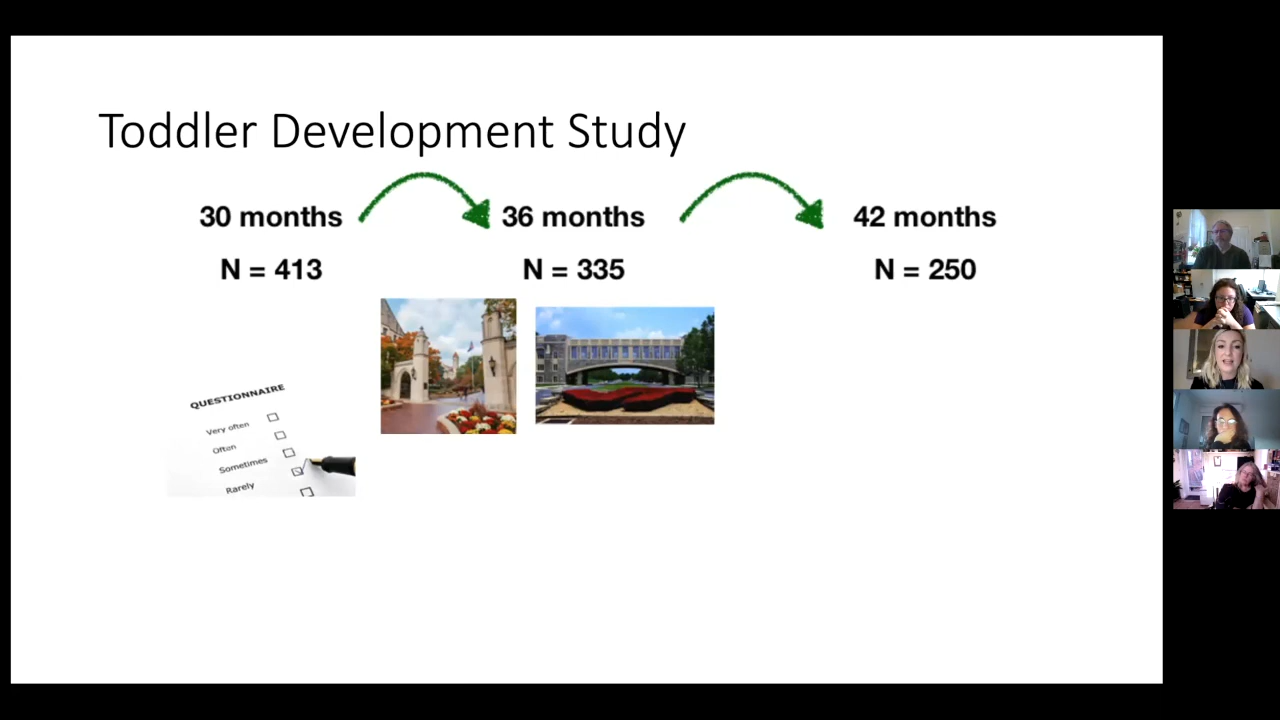 Toddler Development Study
30 months
36 months
42 months
N = 413
N = 335
N = 250
QUESTIONNAIRE
Very often
Often
Sometimes
Rarely